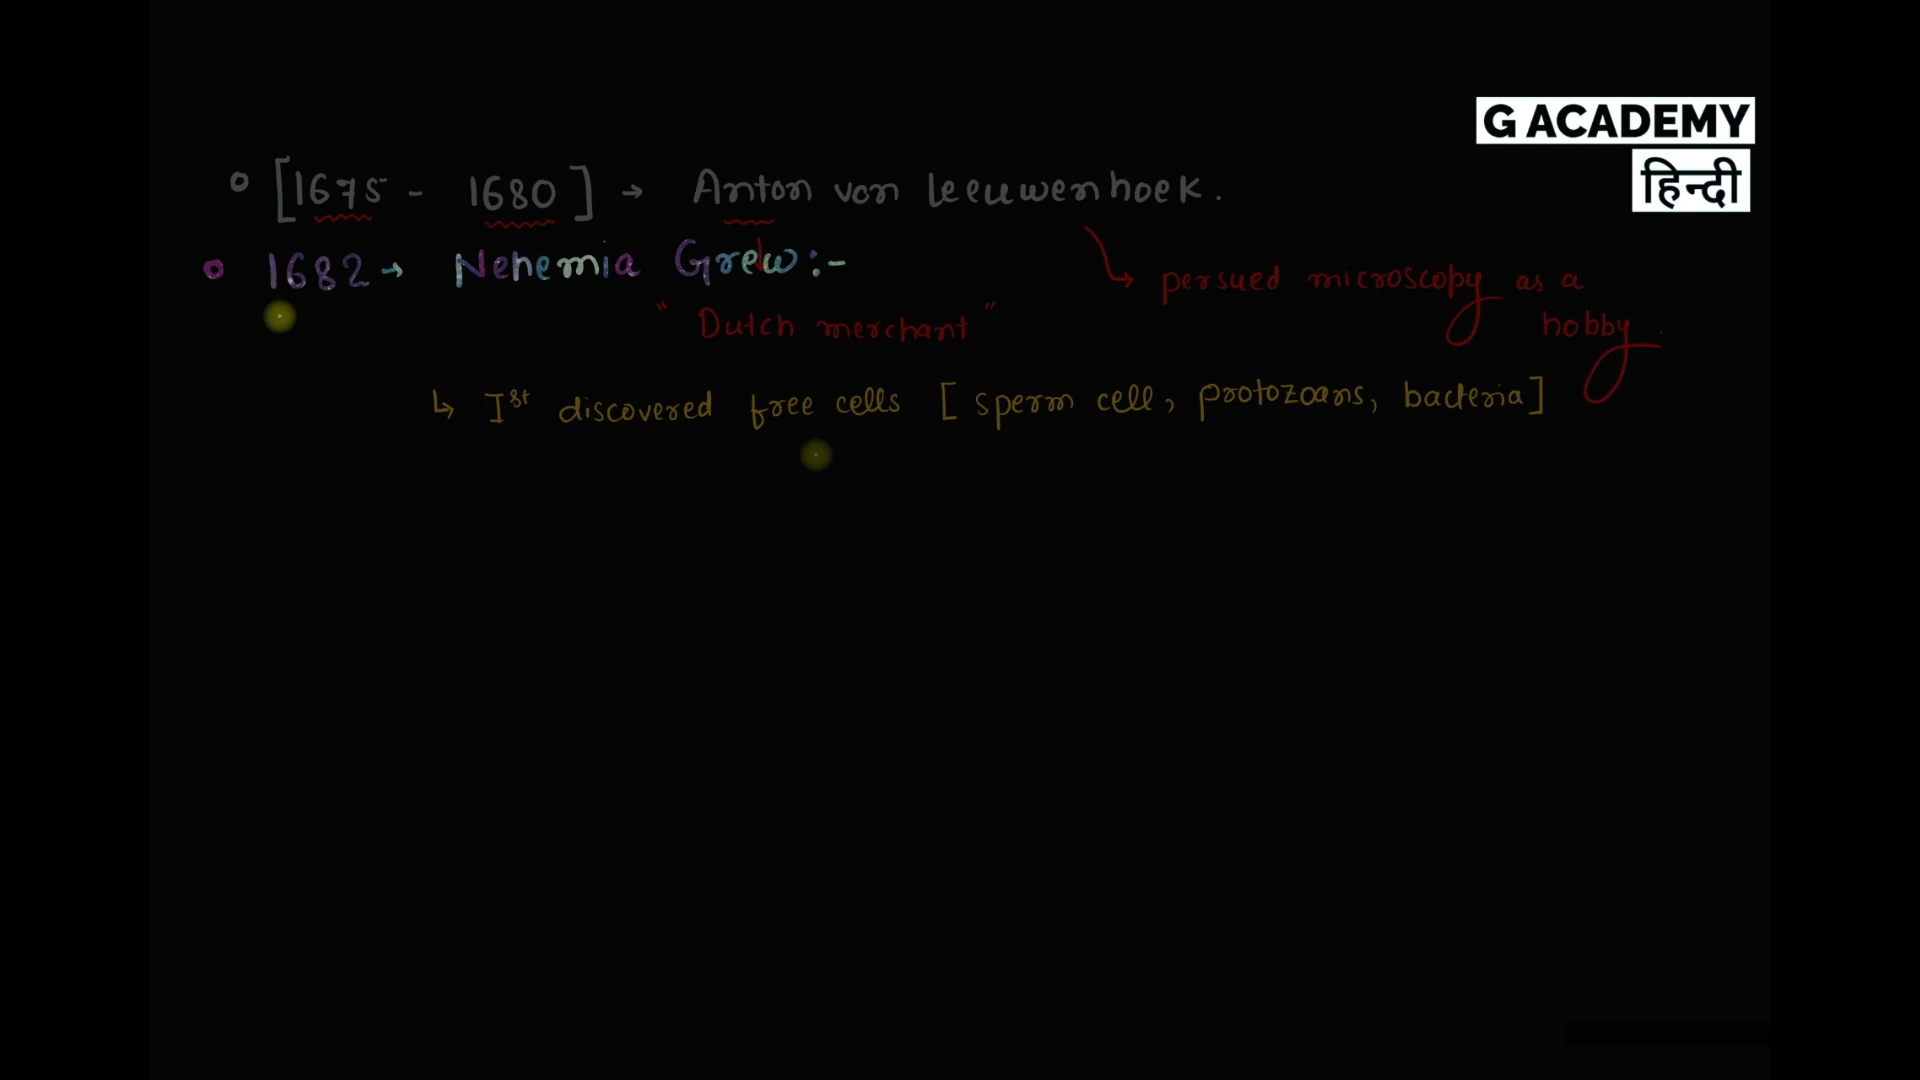 G ACADEMY
हिन्दी
[1675 - 1680] → Anton von Leeuwenhoek.
1682 → Nehemia Grew :-
persued microscopy as a
hobby.
" Dutch merchant "
↳ Ist discovered free cells [ sperm cell, protozoans, bacteria ]